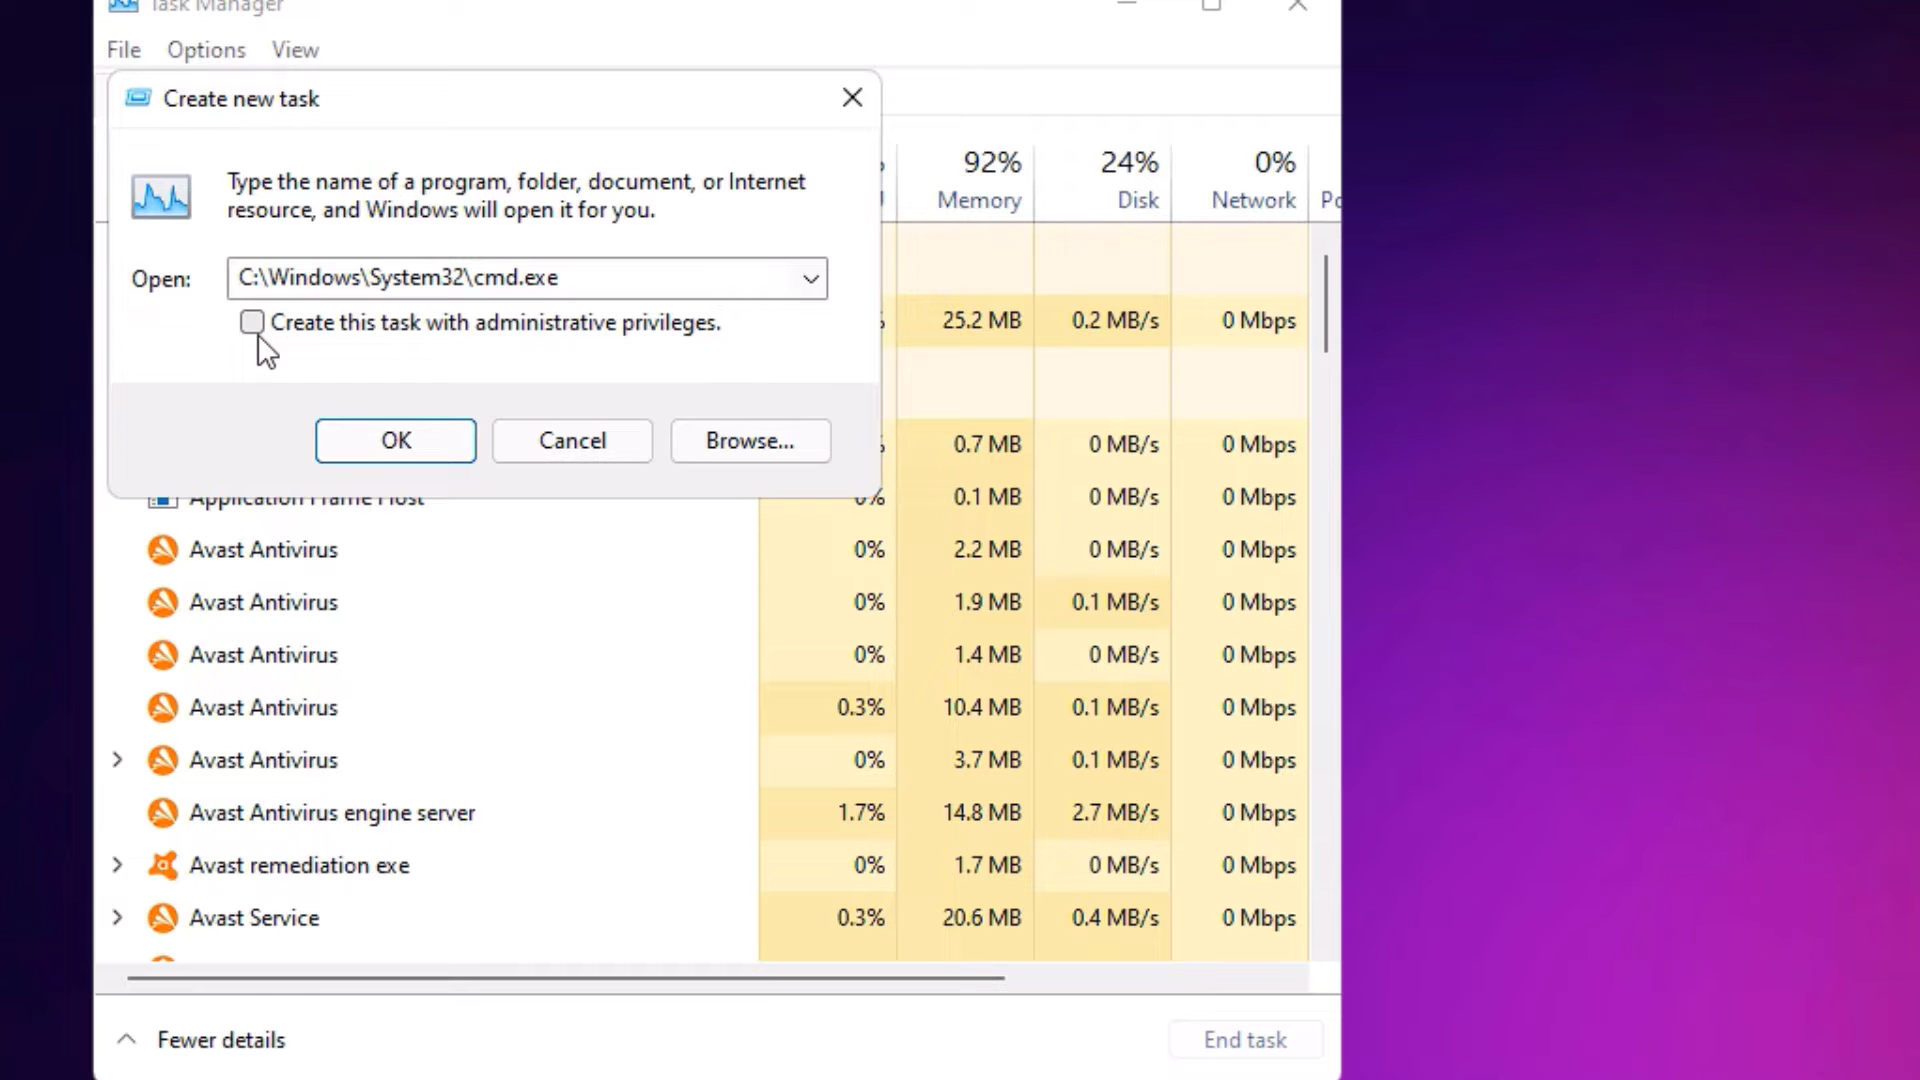 Task Manager
File Options View
Create new task
Type the name of a program, folder, document, or Internet
resource, and Windows will open it for you.
Open: C:\Windows\System32\cmd.exe
Create this task with administrative privileges.
OK Cancel Browse...
92% 24% 0%
Memory Disk Network
25.2 MB 0.2 MB/s 0 Mbps
0.7 MB 0 MB/s 0 Mbps
Application Frame Host 0% 0.1 MB 0 MB/s 0 Mbps
Avast Antivirus 0% 2.2 MB 0 MB/s 0 Mbps
Avast Antivirus 0% 1.9 MB 0.1 MB/s 0 Mbps
Avast Antivirus 0% 1.4 MB 0 MB/s 0 Mbps
Avast Antivirus 0.3% 10.4 MB 0.1 MB/s 0 Mbps
Avast Antivirus 0% 3.7 MB 0.1 MB/s 0 Mbps
Avast Antivirus engine server 1.7% 14.8 MB 2.7 MB/s 0 Mbps
Avast remediation exe 0% 1.7 MB 0 MB/s 0 Mbps
Avast Service 0.3% 20.6 MB 0.4 MB/s 0 Mbps
Fewer details End task